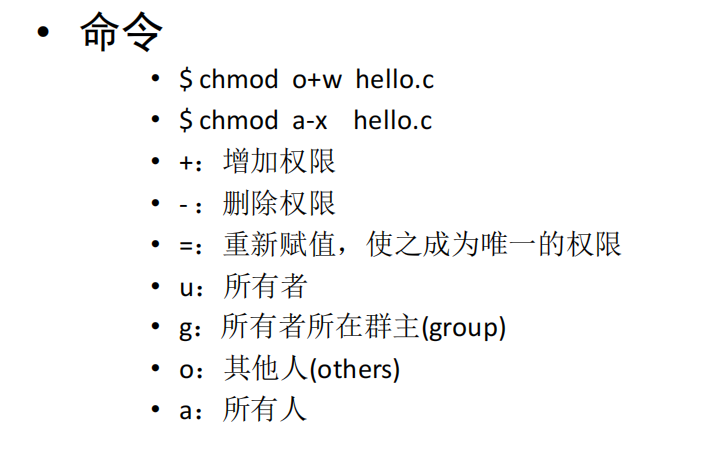 • 命令
• $ chmod o+w hello.c
• $ chmod a-x hello.c
• +：增加权限
• -：删除权限
• =：重新赋值，使之成为唯一的权限
• u：所有者
• g：所有者所在群主(group)
• o：其他人(others)
• a：所有人